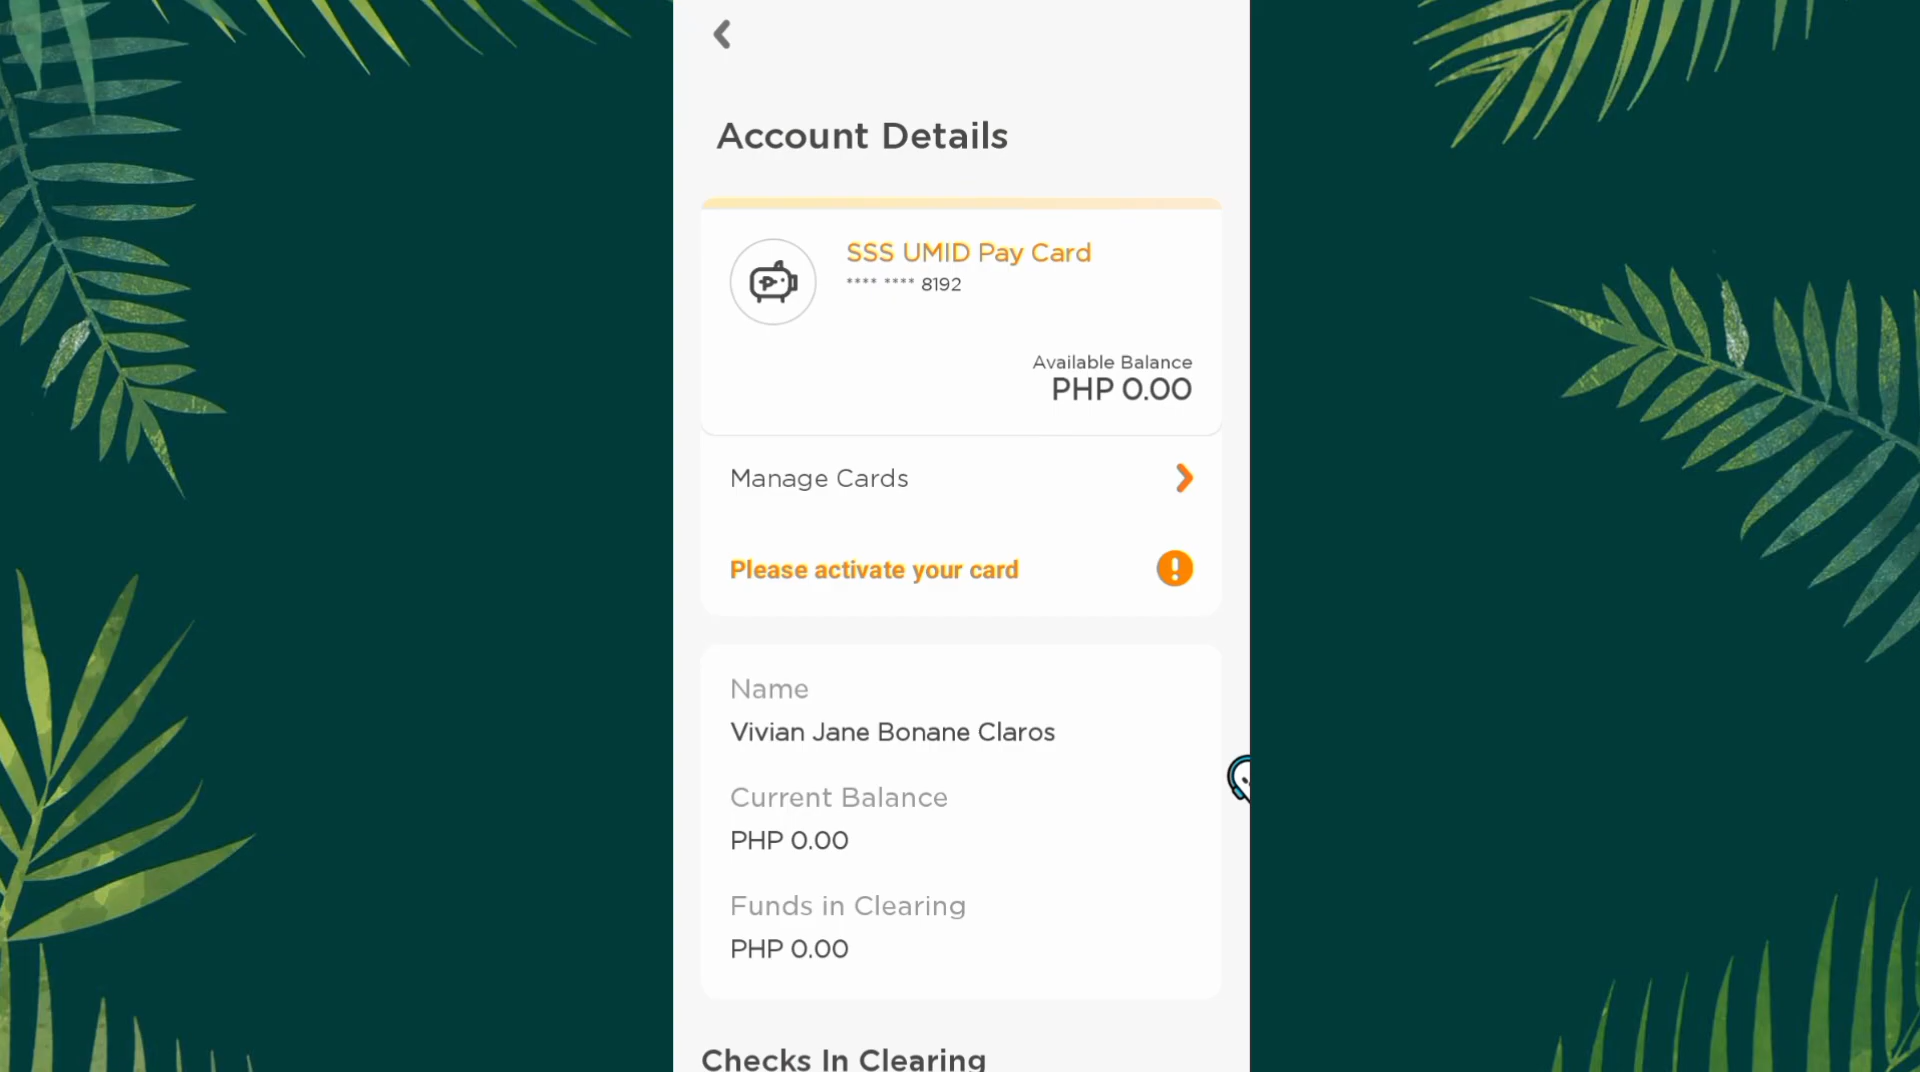 Account Details
SSS UMID Pay Card
**** **** 8192
Available Balance
PHP 0.00
Manage Cards
Please activate your card
Name
Vivian Jane Bonane Claros
Current Balance
PHP 0.00
Funds in Clearing
PHP 0.00
Checks In Clearing